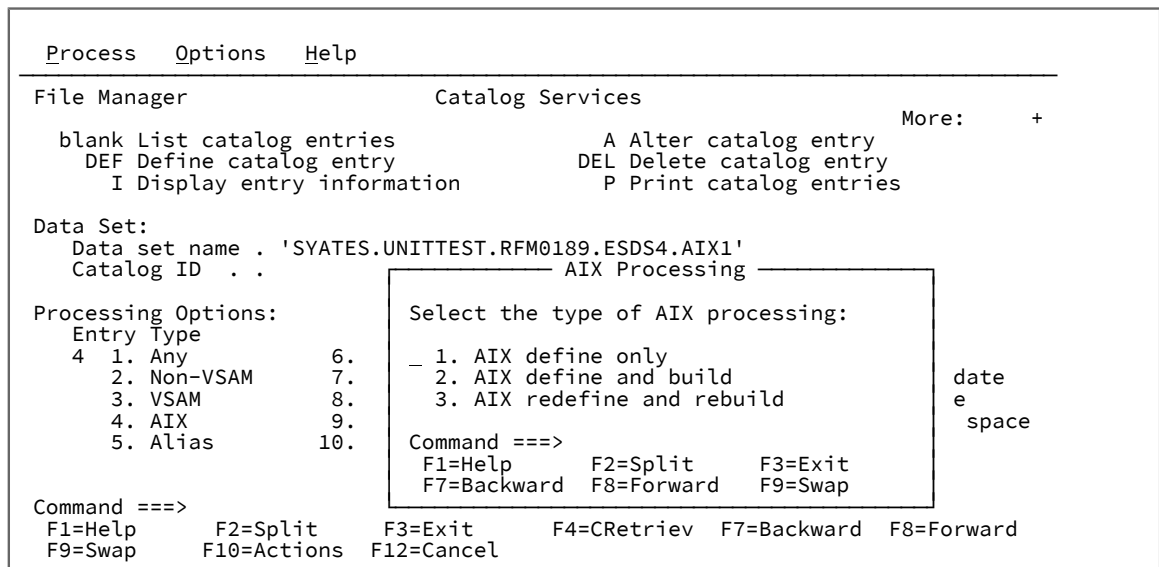 Process Options Help
File Manager Catalog Services
More: +
blank List catalog entries A Alter catalog entry
DEF Define catalog entry DEL Delete catalog entry
I Display entry information P Print catalog entries
Data Set:
Data set name . 'SYATES.UNITTEST.RFM0189.ESDS4.AIX1'
Catalog ID . . AIX Processing
Processing Options: Select the type of AIX processing:
Entry Type
4 1. Any 6. _ 1. AIX define only
2. Non-VSAM 7. 2. AIX define and build date
3. VSAM 8. 3. AIX redefine and rebuild e
4. AIX 9. space
5. Alias 10. Command ===>
F1=Help F2=Split F3=Exit
F7=Backward F8=Forward F9=Swap
Command ===>
F1=Help F2=Split F3=Exit F4=CRetriev F7=Backward F8=Forward
F9=Swap F10=Actions F12=Cancel